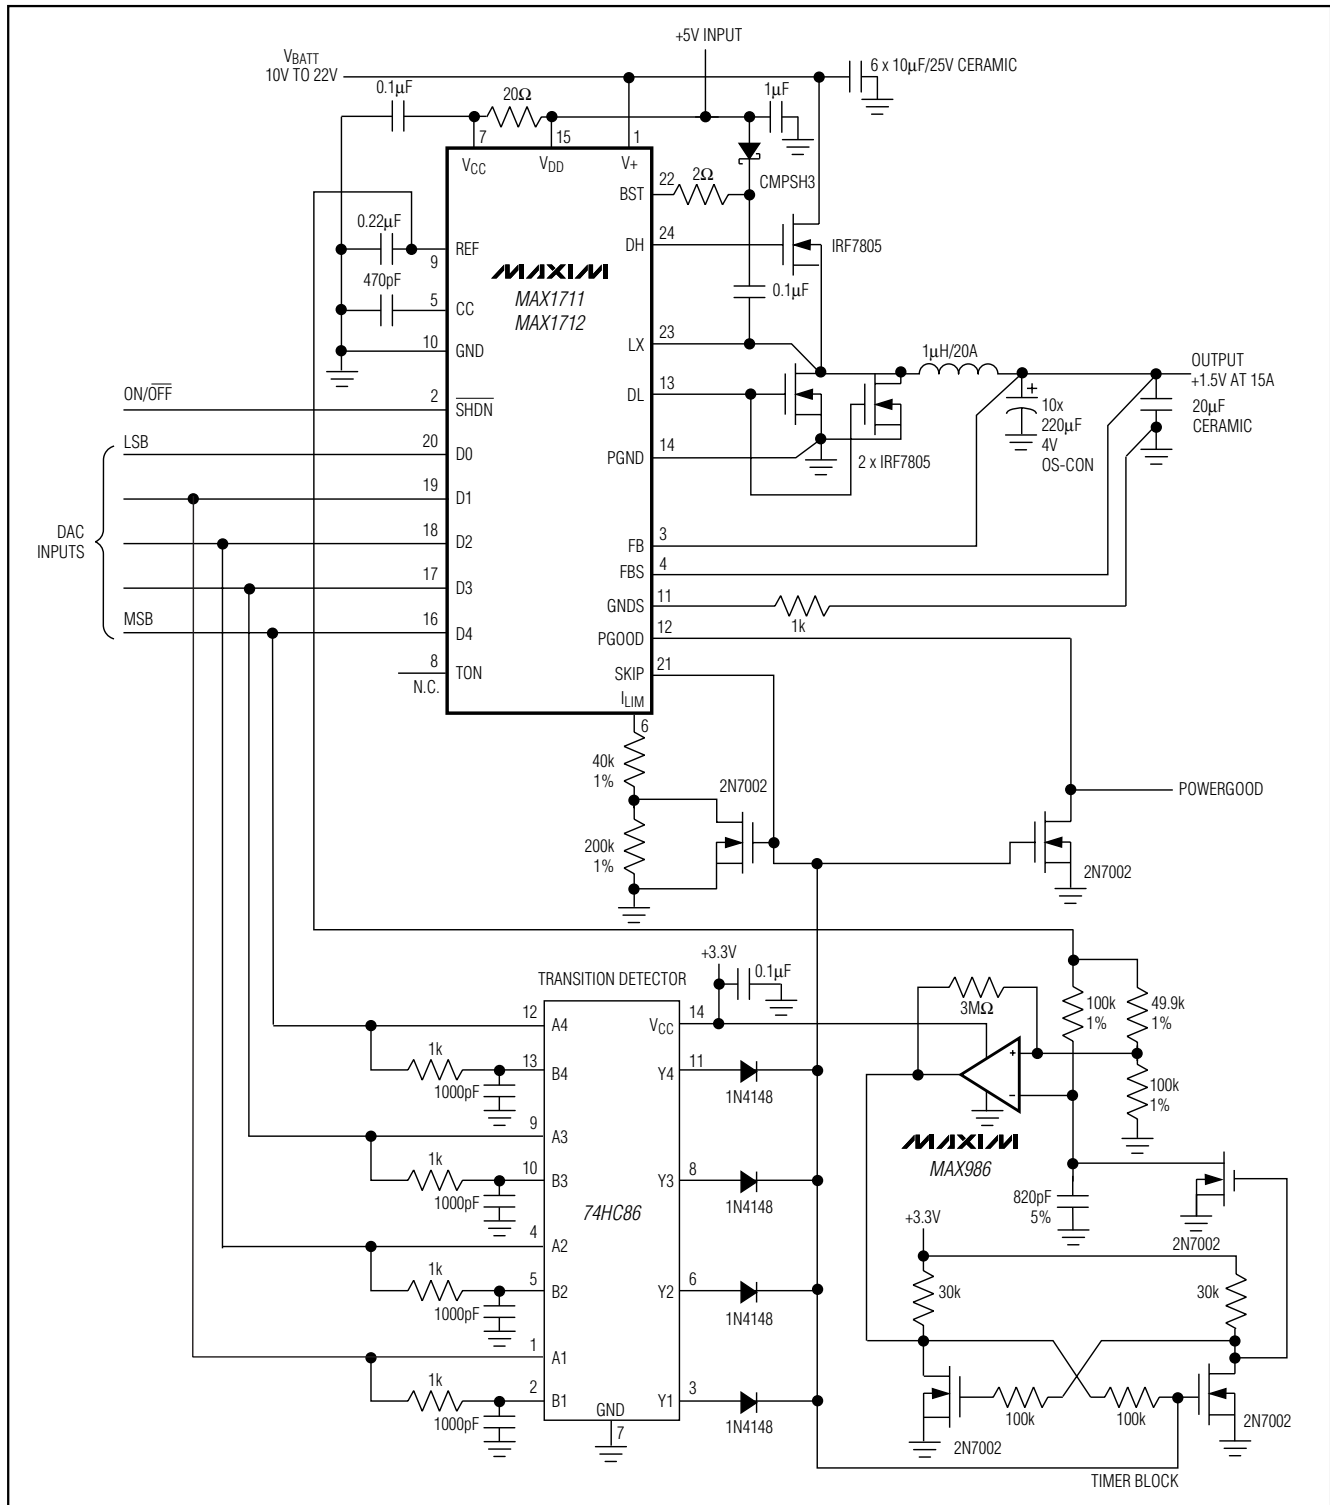 +5V INPUT
VBATT
10V TO 22V
6 x 10µF/25V CERAMIC
0.1µF
20Ω
1µF
7
15
1
VCC
VDD
V+
CMPSH3
22
2Ω
BST
0.22µF
REF
9
DH
24
IRF7805
470pF
5
CC
MAXIM
MAX1711
MAX1712
0.1µF
10
GND
LX
23
1µH/20A
OUTPUT
+1.5V AT 15A
ON/OFF
2
SHDN
DL
13
+
10x
220µF
4V
OS-CON
20µF
CERAMIC
LSB
20
D0
PGND
14
2 x IRF7805
19
D1
DAC
INPUTS
18
D2
FB
3
17
D3
FBS
4
MSB
16
D4
GNDS
11
1k
PGOOD
12
8
TON
N.C.
SKIP
21
ILIM
6
40k
1%
2N7002
POWERGOOD
200k
1%
2N7002
+3.3V
0.1µF
TRANSITION DETECTOR
3MΩ
100k
1%
49.9k
1%
12
A4
VCC
14
+
1k
13
B4
Y4
11
1000pF
1N4148
−
100k
1%
9
A3
MAXIM
MAX986
1k
10
B3
Y3
8
1000pF
1N4148
74HC86
820pF
5%
2N7002
4
A2
+3.3V
1k
5
B2
Y2
6
1000pF
1N4148
30k
30k
1
A1
1k
2
B1
Y1
3
1000pF
1N4148
GND
7
100k
100k
2N7002
2N7002
TIMER BLOCK